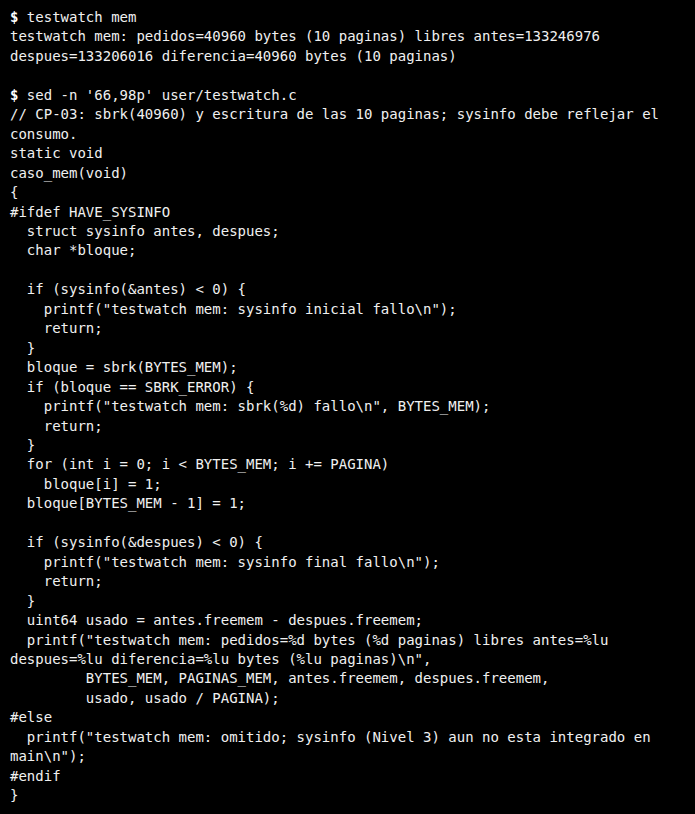 $ testwatch mem
testwatch mem: pedidos=40960 bytes (10 paginas) libres antes=133246976
despues=133206016 diferencia=40960 bytes (10 paginas)

$ sed -n '66,98p' user/testwatch.c
// CP-03: sbrk(40960) y escritura de las 10 paginas; sysinfo debe reflejar el
consumo.
static void
caso_mem(void)
{
#ifdef HAVE_SYSINFO
  struct sysinfo antes, despues;
  char *bloque;

  if (sysinfo(&antes) < 0) {
    printf("testwatch mem: sysinfo inicial fallo\n");
    return;
  }
  bloque = sbrk(BYTES_MEM);
  if (bloque == SBRK_ERROR) {
    printf("testwatch mem: sbrk(%d) fallo\n", BYTES_MEM);
    return;
  }
  for (int i = 0; i < BYTES_MEM; i += PAGINA)
    bloque[i] = 1;
  bloque[BYTES_MEM - 1] = 1;

  if (sysinfo(&despues) < 0) {
    printf("testwatch mem: sysinfo final fallo\n");
    return;
  }
  uint64 usado = antes.freemem - despues.freemem;
  printf("testwatch mem: pedidos=%d bytes (%d paginas) libres antes=%lu
despues=%lu diferencia=%lu bytes (%lu paginas)\n",
         BYTES_MEM, PAGINAS_MEM, antes.freemem, despues.freemem,
         usado, usado / PAGINA);
#else
  printf("testwatch mem: omitido; sysinfo (Nivel 3) aun no esta integrado en
main\n");
#endif
}